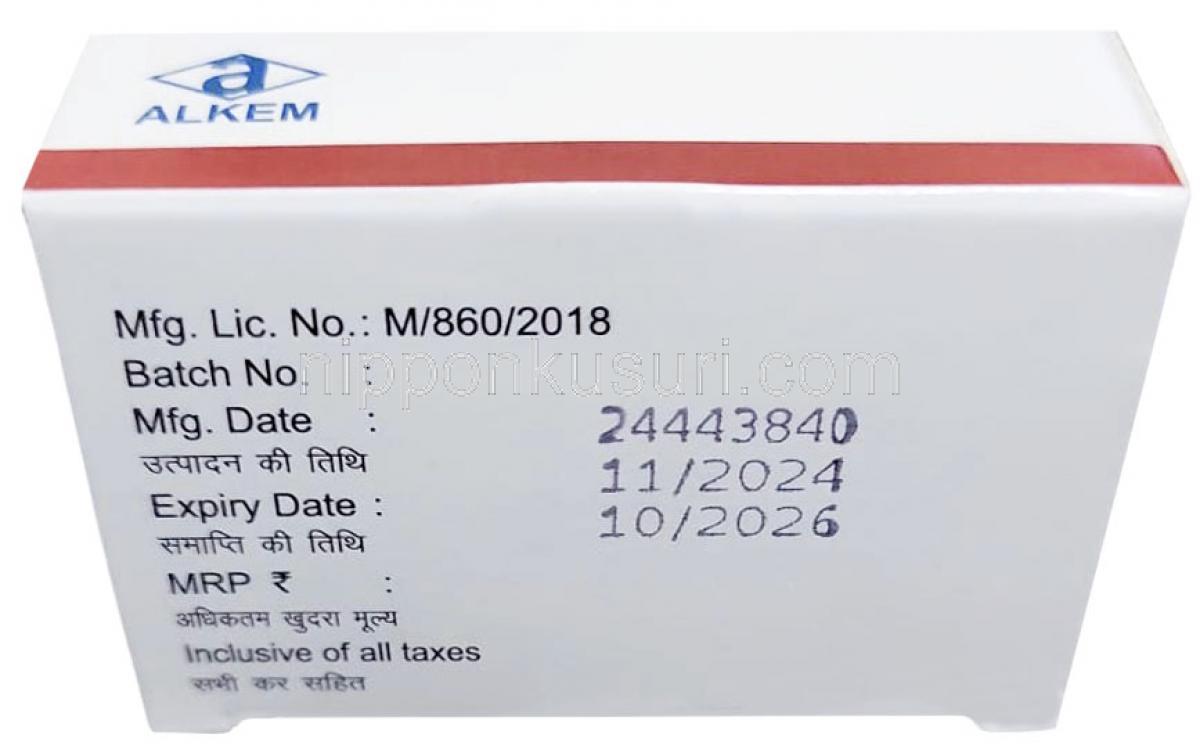 a
ALKEM
Mfg. Lic. No.: M/860/2018
nipponkusuri.com
Batch No. :
Mfg. Date : 24443840
उत्पादन की तिथि 11/2024
Expiry Date : 10/2026
समाप्ति की तिथि
MRP ₹ :
अधिकतम खुदरा मूल्य
Inclusive of all taxes
सभी कर सहित